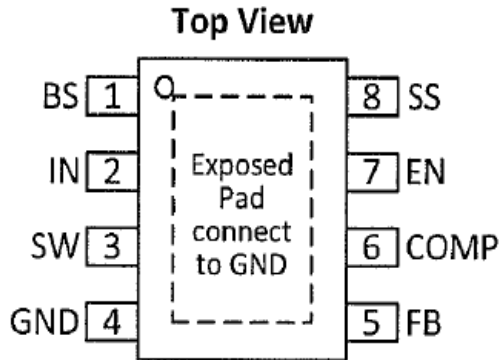 Top View
BS 1 8 SS
IN 2 Exposed 7 EN
Pad
SW 3 connect 6 COMP
to GND
GND 4 5 FB